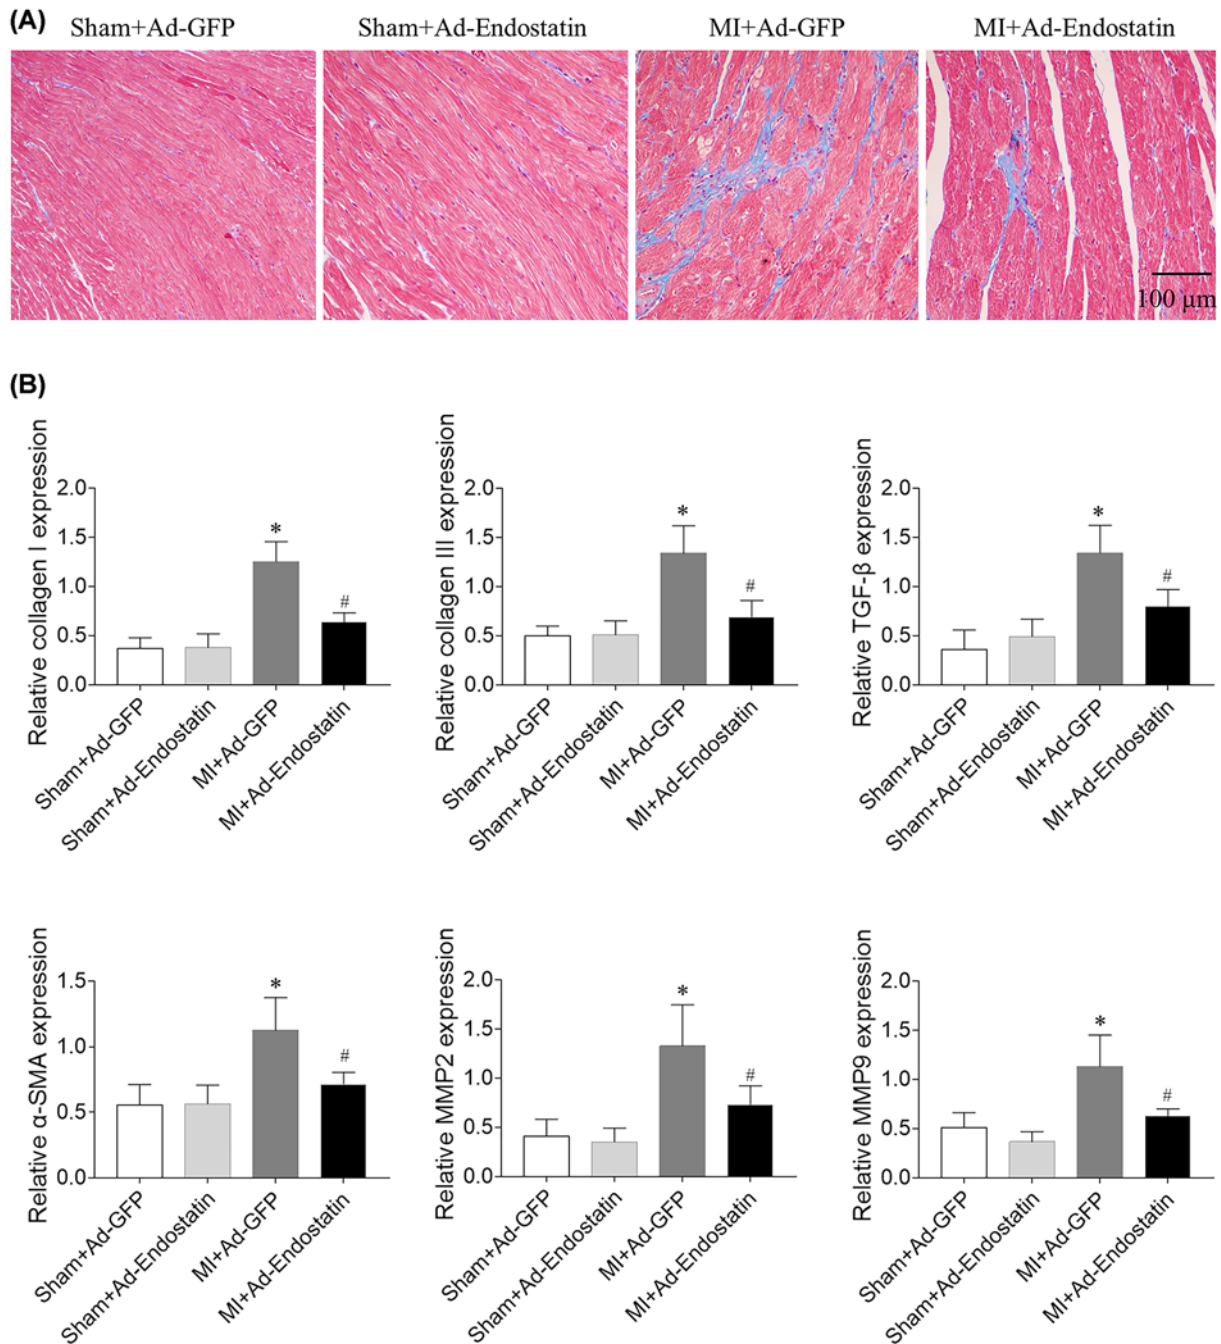 (A)
Sham+Ad-GFP Sham+Ad-Endostatin MI+Ad-GFP MI+Ad-Endostatin
100 μm
(B)
Relative collagen I expression
2.0
1.5
1.0
0.5
0.0
*
#
Sham+Ad-GFP
Sham+Ad-Endostatin
MI+Ad-GFP
MI+Ad-Endostatin
Relative collagen III expression
2.0
1.5
1.0
0.5
0.0
*
#
Sham+Ad-GFP
Sham+Ad-Endostatin
MI+Ad-GFP
MI+Ad-Endostatin
Relative TGF-β expression
2.0
1.5
1.0
0.5
0.0
*
#
Sham+Ad-GFP
Sham+Ad-Endostatin
MI+Ad-GFP
MI+Ad-Endostatin
Relative α-SMA expression
1.5
1.0
0.5
0.0
*
#
Sham+Ad-GFP
Sham+Ad-Endostatin
MI+Ad-GFP
MI+Ad-Endostatin
Relative MMP2 expression
2.0
1.5
1.0
0.5
0.0
*
#
Sham+Ad-GFP
Sham+Ad-Endostatin
MI+Ad-GFP
MI+Ad-Endostatin
Relative MMP9 expression
2.0
1.5
1.0
0.5
0.0
*
#
Sham+Ad-GFP
Sham+Ad-Endostatin
MI+Ad-GFP
MI+Ad-Endostatin